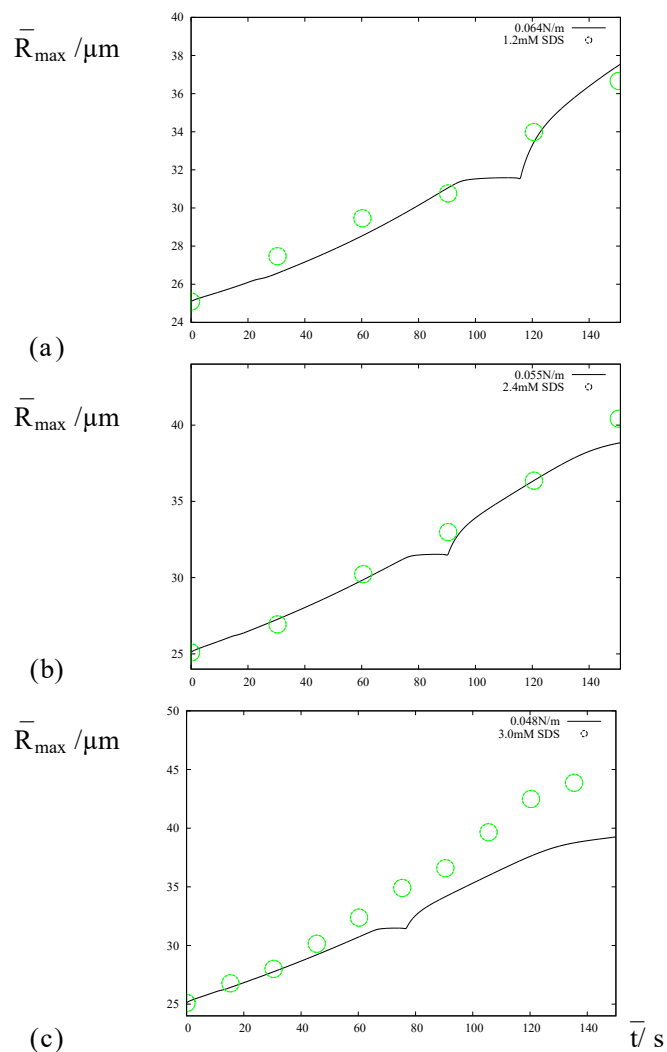 R̄max /μm
40
38
36
34
32
30
28
26
24
0 20 40 60 80 100 120 140
0.064N/m
1.2mM SDS
(a)
R̄max /μm
40
35
30
25
0 20 40 60 80 100 120 140
0.055N/m
2.4mM SDS
(b)
R̄max /μm
50
45
40
35
30
25
0 20 40 60 80 100 120 140
0.048N/m
3.0mM SDS
(c)
t̄/ s